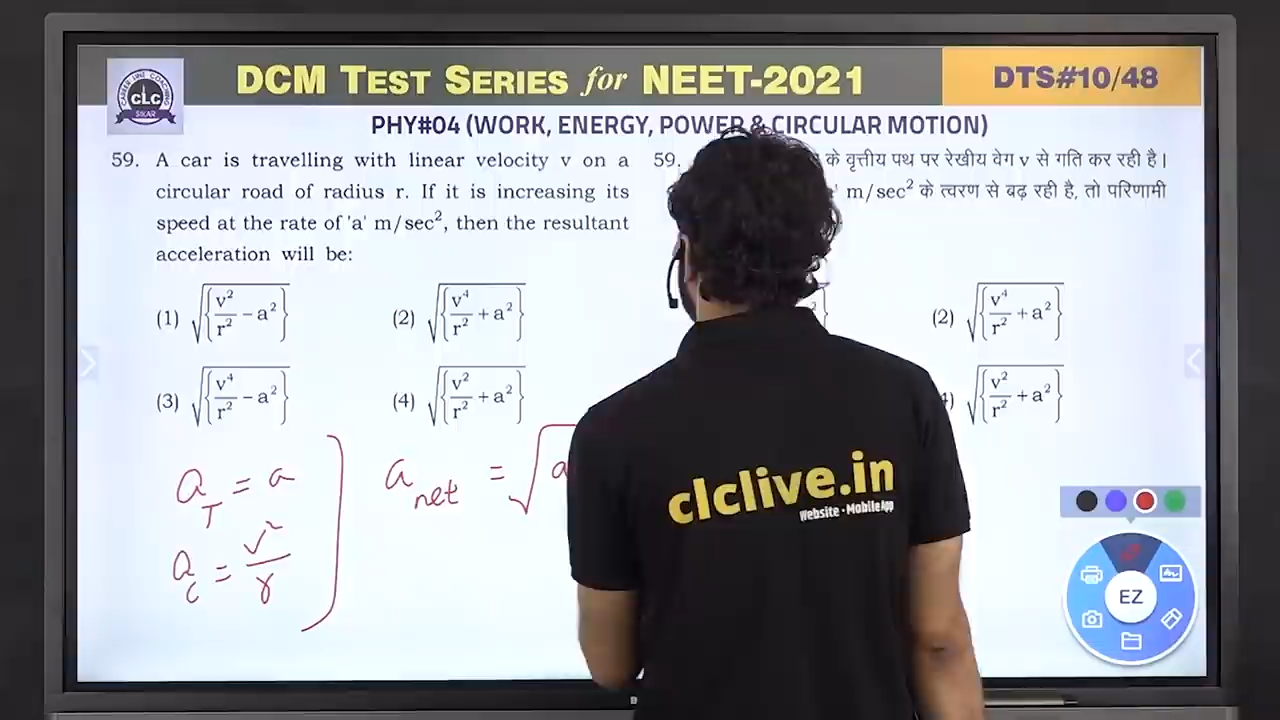 DCM TEST SERIES for NEET-2021
DTS#10/48
CLC
SIKAR
PHY#04 (WORK, ENERGY, POWER & CIRCULAR MOTION)
59. A car is travelling with linear velocity v on a
circular road of radius r. If it is increasing its
speed at the rate of 'a' m/sec², then the resultant
acceleration will be:
(1) √{v²/r² − a²}
(2) √{v⁴/r² + a²}
(3) √{v⁴/r² − a²}
(4) √{v²/r² + a²}
59. के वृत्तीय पथ पर रेखीय वेग v से गति कर रही है।
m/sec² के त्वरण से बढ़ रही है, तो परिणामी
(2) √{v⁴/r² + a²}
√{v²/r² + a²}
a_T = a
a_c = v²/r
a_net = √a
clclive.in
Website · Mobile App
EZ